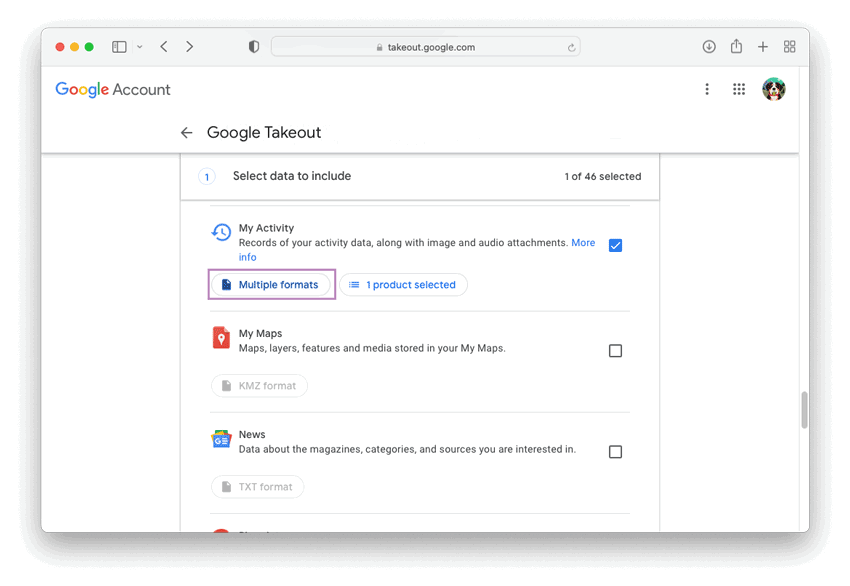 takeout.google.com
Google Account
Google Takeout
1 Select data to include 1 of 46 selected
My Activity
Records of your activity data, along with image and audio attachments. More
info
Multiple formats 1 product selected
My Maps
Maps, layers, features and media stored in your My Maps.
KMZ format
News
Data about the magazines, categories, and sources you are interested in.
TXT format